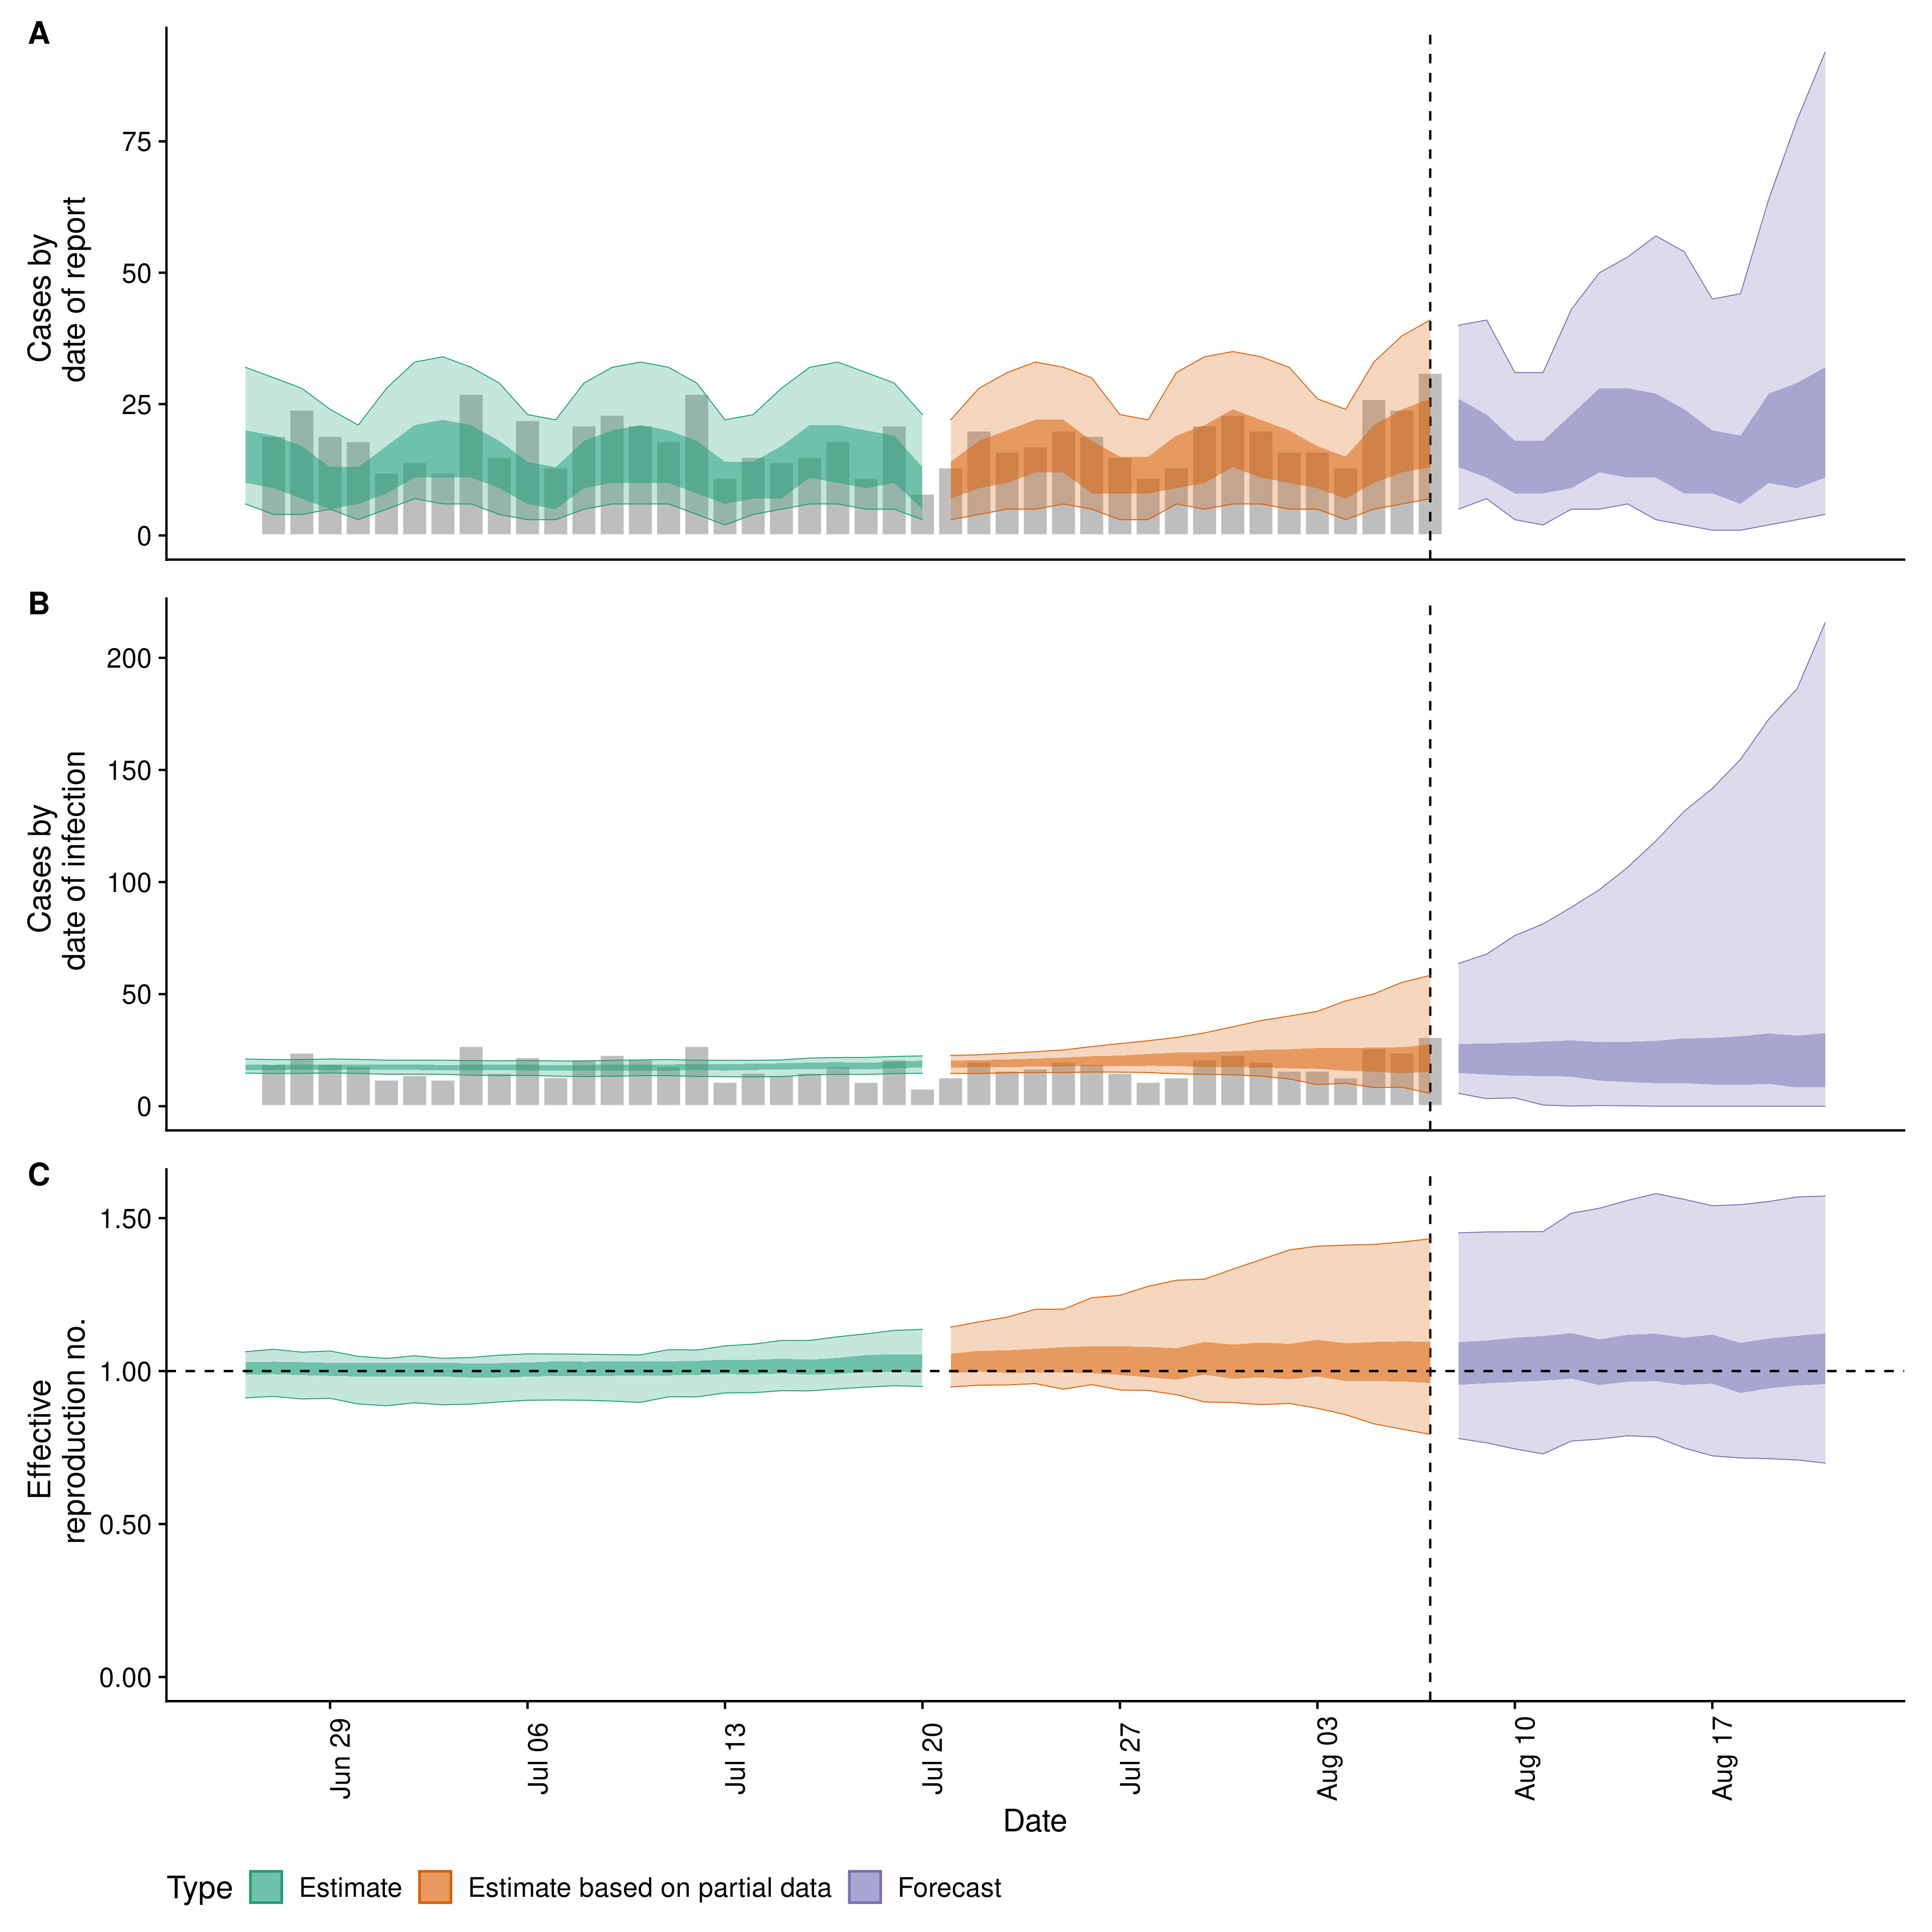 A
Cases by
date of report
75
50
25
0
B
Cases by
date of infection
200
150
100
50
0
C
Effective
reproduction no.
1.50
1.00
0.50
0.00
Jun 29
Jul 06
Jul 13
Jul 20
Jul 27
Aug 03
Aug 10
Aug 17
Date
Type Estimate Estimate based on partial data Forecast